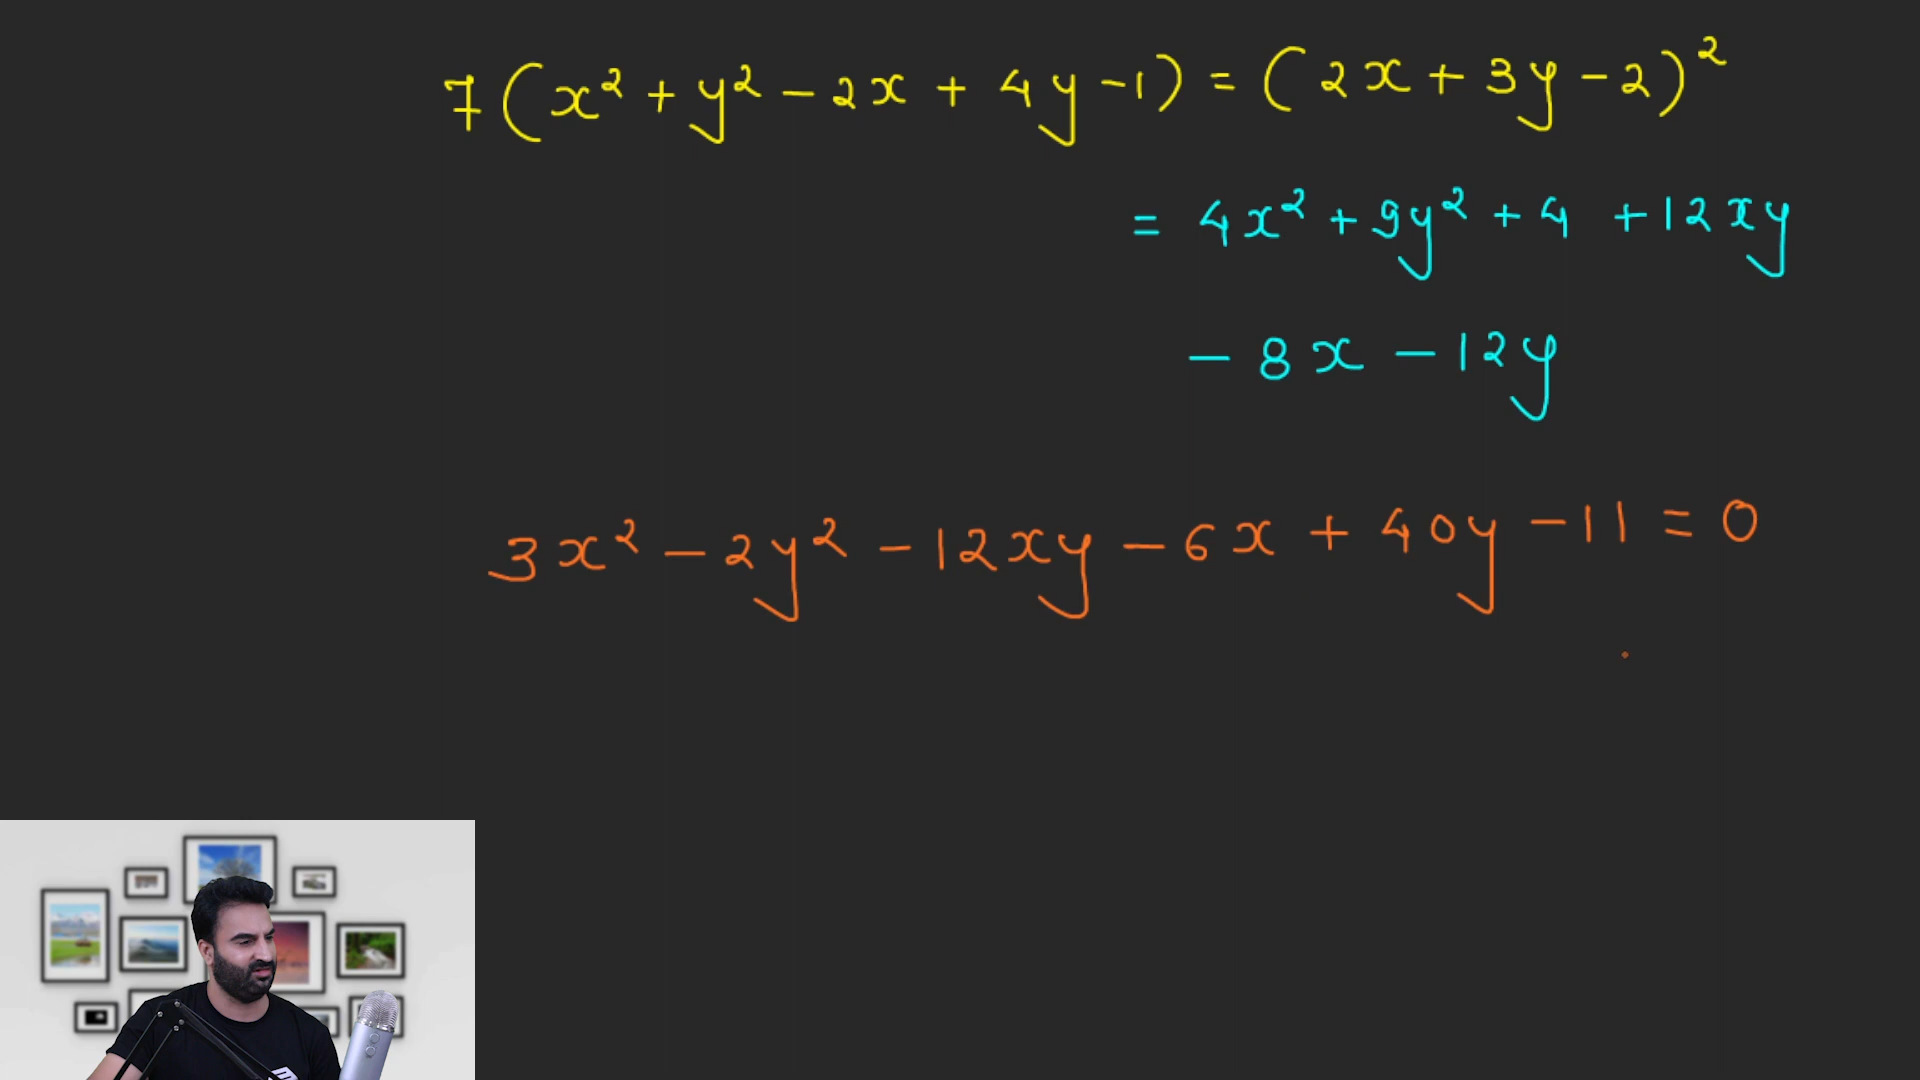 7(x² + y² - 2x + 4y - 1) = (2x + 3y - 2)²
= 4x² + 9y² + 4 + 12xy
- 8x - 12y
3x² - 2y² - 12xy - 6x + 40y - 11 = 0